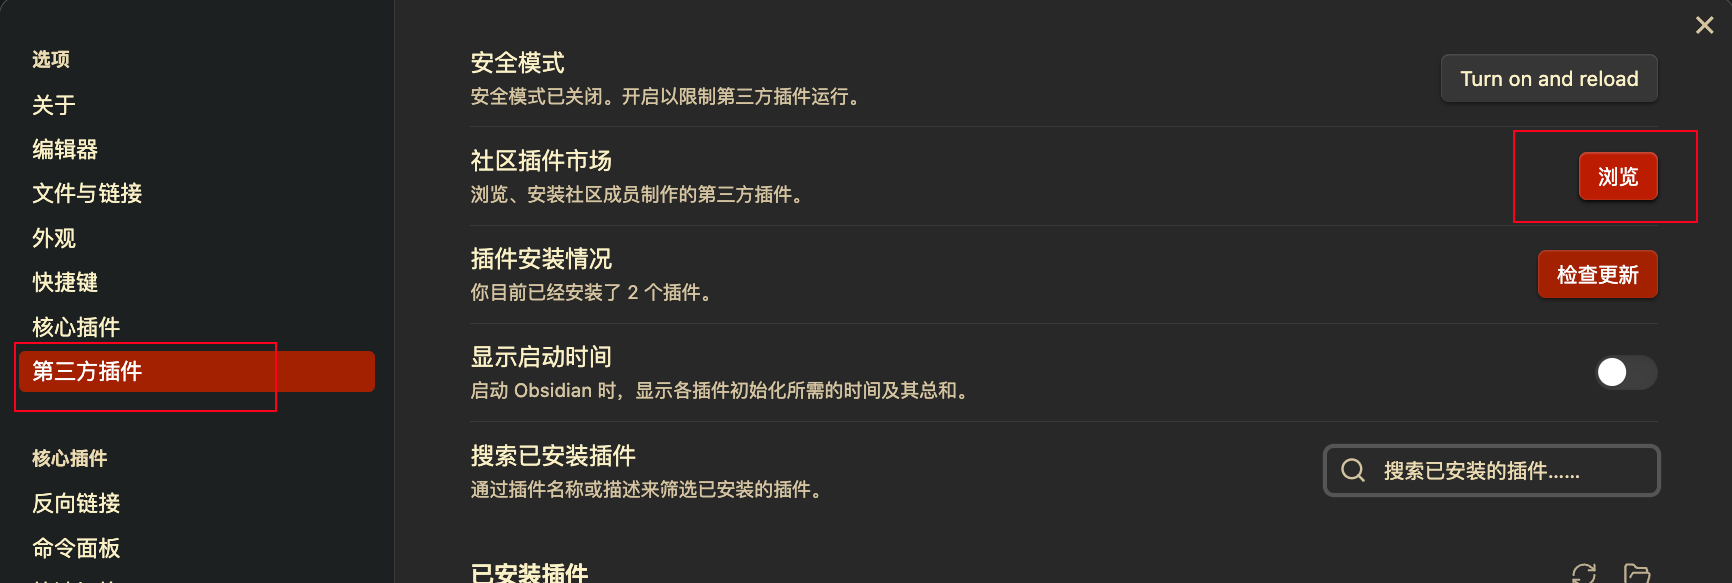 选项
关于
编辑器
文件与链接
外观
快捷键
核心插件
第三方插件
核心插件
反向链接
命令面板
安全模式
安全模式已关闭。开启以限制第三方插件运行。
Turn on and reload
社区插件市场
浏览、安装社区成员制作的第三方插件。
浏览
插件安装情况
你目前已经安装了 2 个插件。
检查更新
显示启动时间
启动 Obsidian 时，显示各插件初始化所需的时间及其总和。
搜索已安装插件
通过插件名称或描述来筛选已安装的插件。
搜索已安装的插件……
已安装插件